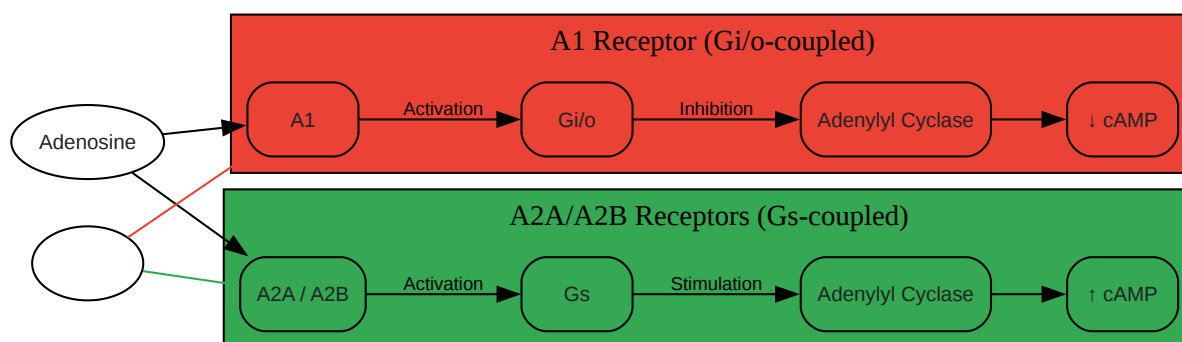 A1 Receptor (Gi/o-coupled)
Adenosine
A1
Activation
Gi/o
Inhibition
Adenylyl Cyclase
↓ cAMP
A2A/A2B Receptors (Gs-coupled)
A2A / A2B
Activation
Gs
Stimulation
Adenylyl Cyclase
↑ cAMP